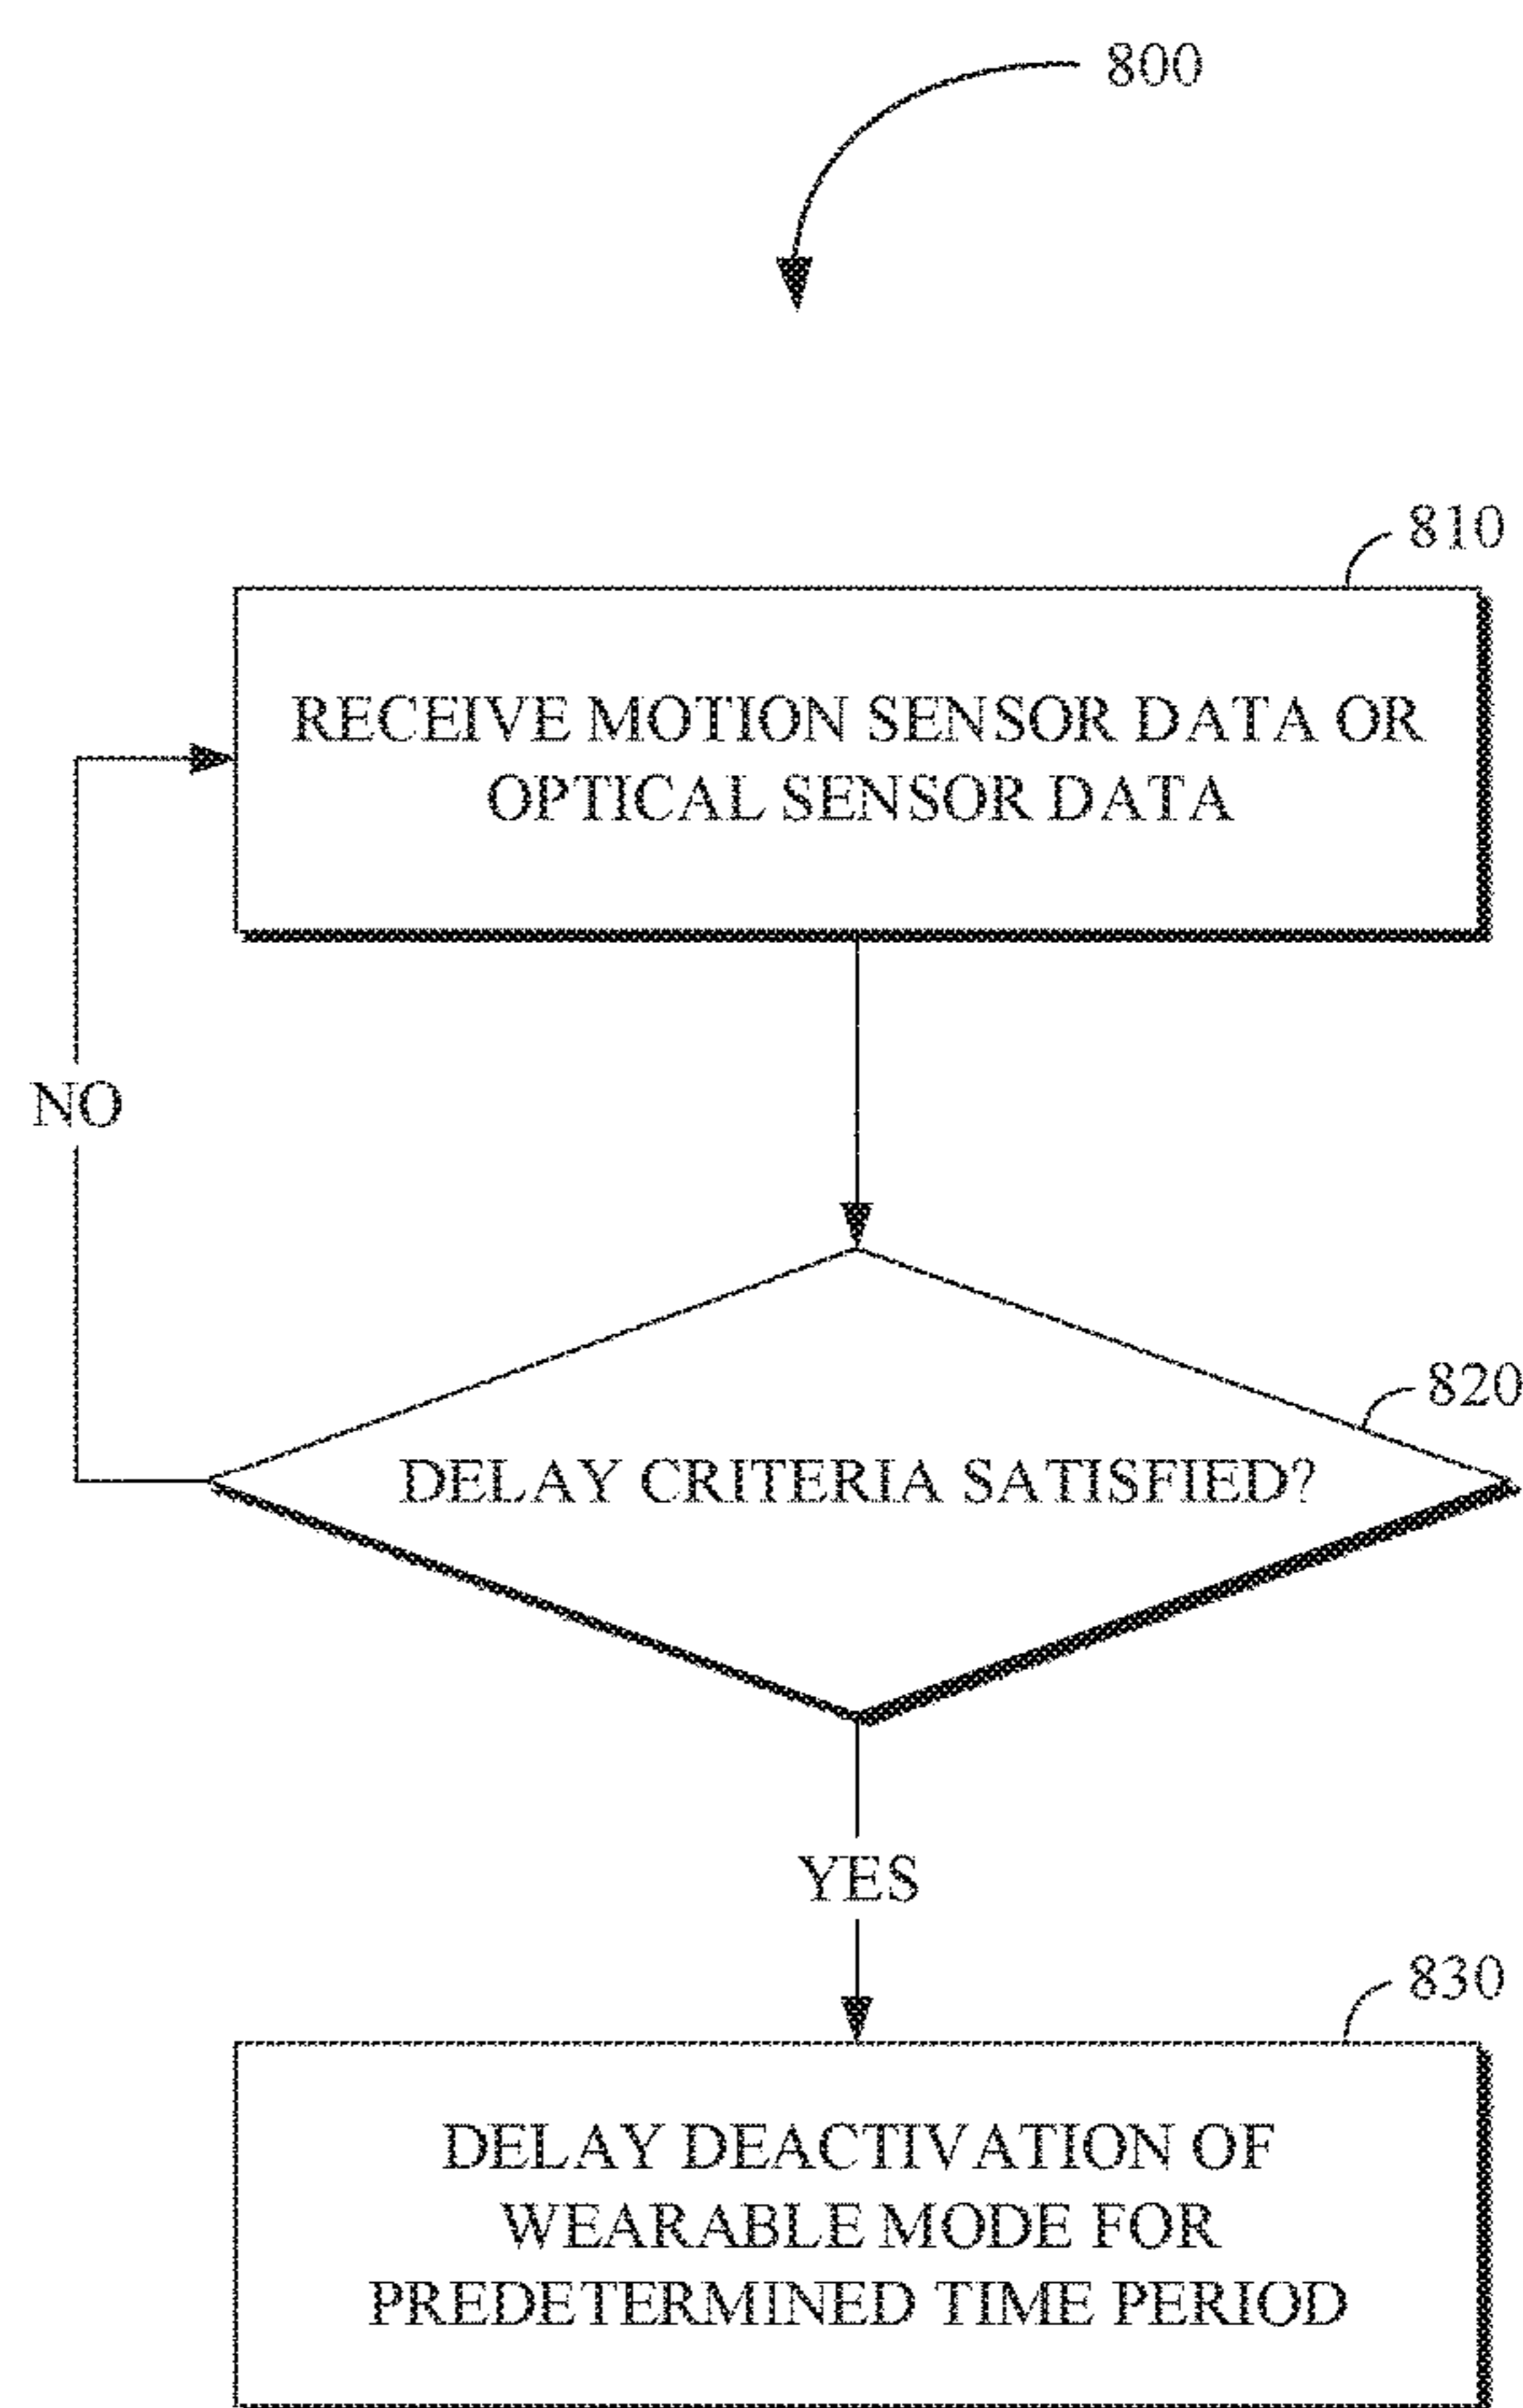 800
810
RECEIVE MOTION SENSOR DATA OR
OPTICAL SENSOR DATA
NO
820
DELAY CRITERIA SATISFIED?
YES
830
DELAY DEACTIVATION OF
WEARABLE MODE FOR
PREDETERMINED TIME PERIOD